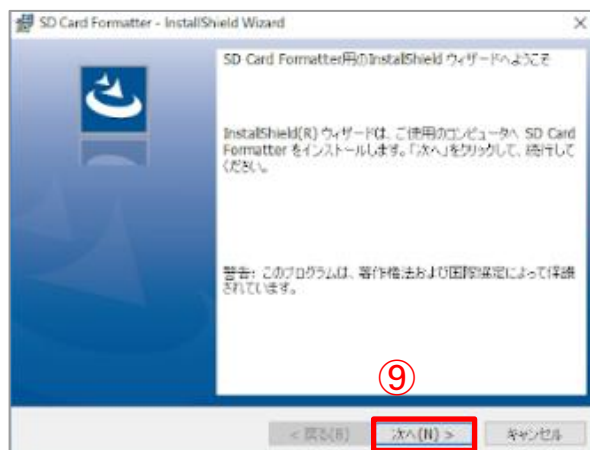 SD Card Formatter - InstallShield Wizard
SD Card Formatter用のInstallShield ウィザードへようこそ
InstallShield(R) ウィザードは、ご使用のコンピュータへ SD Card
Formatter をインストールします。「次へ」をクリックして、続行して
ください。
警告: このプログラムは、著作権法および国際協定によって保護
されています。
⑨
< 戻る(B)
次へ(N) >
キャンセル